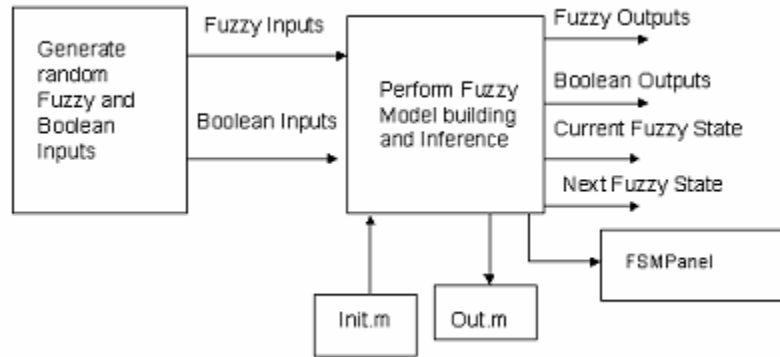 Generate
random
Fuzzy and
Boolean
Inputs
Fuzzy Inputs
Boolean Inputs
Perform Fuzzy
Model building
and Inference
Fuzzy Outputs
Boolean Outputs
Current Fuzzy State
Next Fuzzy State
FSMPanel
Init.m
Out.m